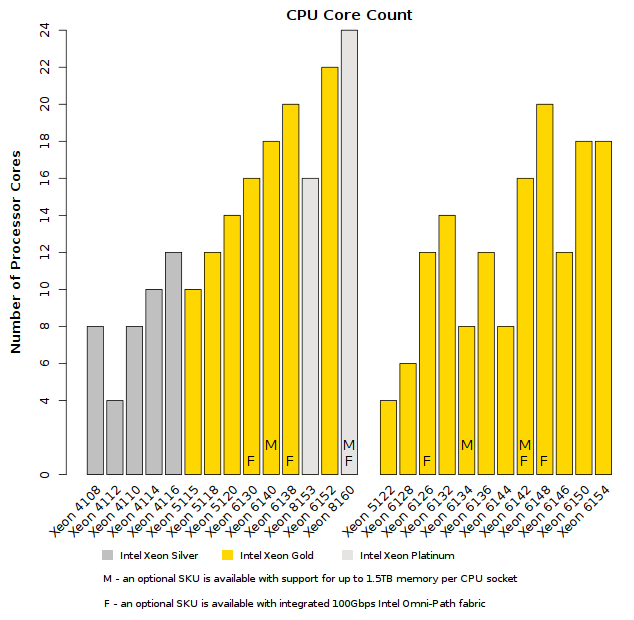 CPU Core Count
Number of Processor Cores
24
22
20
18
16
14
12
10
8
6
4
0
M
M
M
M
F
F
F
F
F
F
Xeon 4108
Xeon 4112
Xeon 4110
Xeon 4114
Xeon 4116
Xeon 5115
Xeon 5118
Xeon 5120
Xeon 6130
Xeon 6140
Xeon 6138
Xeon 8153
Xeon 6152
Xeon 8160
Xeon 5122
Xeon 6128
Xeon 6126
Xeon 6132
Xeon 6134
Xeon 6136
Xeon 6144
Xeon 6142
Xeon 6148
Xeon 6146
Xeon 6150
Xeon 6154
Intel Xeon Silver
Intel Xeon Gold
Intel Xeon Platinum
M - an optional SKU is available with support for up to 1.5TB memory per CPU socket
F - an optional SKU is available with integrated 100Gbps Intel Omni-Path fabric